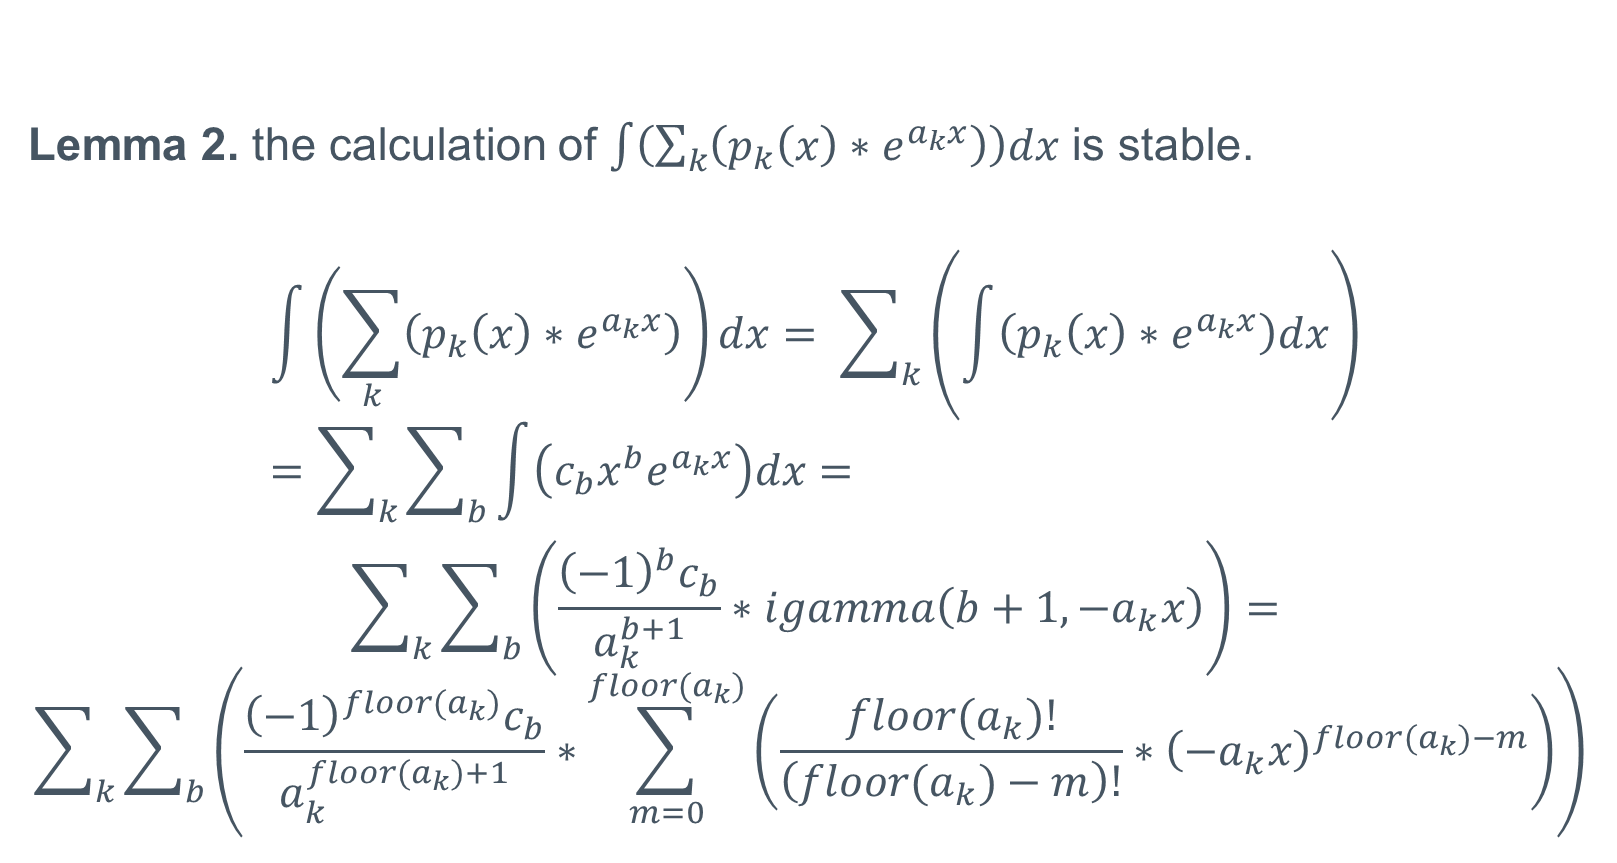 Lemma 2. the calculation of ∫(∑ₖ(pₖ(x) * e^{aₖx}))dx is stable.
∫(∑ₖ(pₖ(x) * e^{aₖx}))dx = ∑ₖ(∫(pₖ(x) * e^{aₖx})dx)
= ∑ₖ∑_b∫(c_b x^b e^{aₖx})dx =
∑ₖ∑_b((-1)^b c_b / aₖ^{b+1} * igamma(b + 1, −aₖx)) =
∑ₖ∑_b((-1)^{floor(aₖ)} c_b / aₖ^{floor(aₖ)+1} * ∑_{m=0}^{floor(aₖ)}(floor(aₖ)! / (floor(aₖ) − m)! * (−aₖx)^{floor(aₖ)−m}))